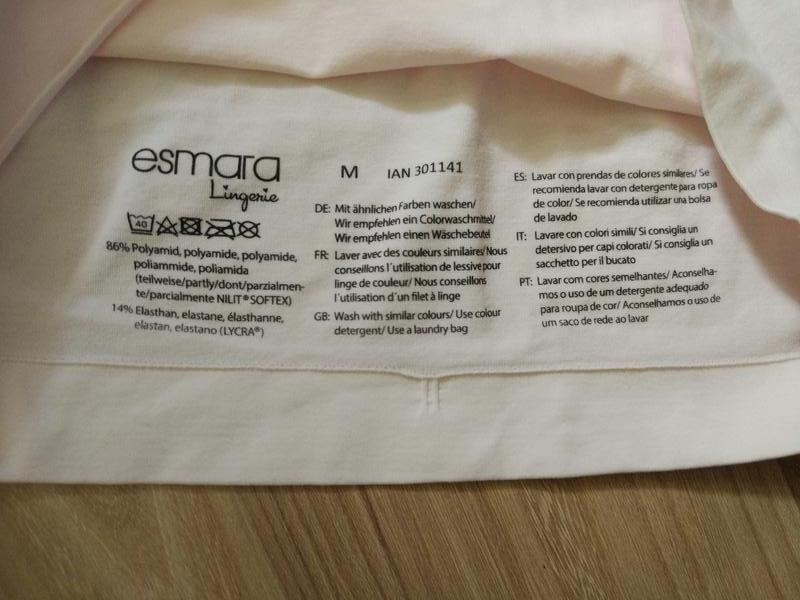 esmara
Lingerie
40
86% Polyamid, polyamide, polyamide,
poliammide, poliamida
(teilweise/partly/dont/parzialmen-
te/parcialmente NILIT® SOFTEX)
14% Elasthan, elastane, élasthanne,
elastan, elastano (LYCRA®)
M IAN 301141
DE: Mit ähnlichen Farben waschen/
Wir empfehlen ein Colorwaschmittel/
Wir empfehlen einen Wäschebeutel
FR: Laver avec des couleurs similaires/ Nous
conseillons l´utilisation de lessive pour
linge de couleur/ Nous conseillons
l´utilisation d´un filet à linge
GB: Wash with similar colours/ Use colour
detergent/ Use a laundry bag
ES: Lavar con prendas de colores similares/ Se
recomienda lavar con detergente para ropa
de color/ Se recomienda utilizar una bolsa
de lavado
IT: Lavare con colori simili/ Si consiglia un
detersivo per capi colorati/ Si consiglia un
sacchetto per il bucato
PT: Lavar com cores semelhantes/ Aconselha-
mos o uso de um detergente adequado
para roupa de cor/ Aconselhamos o uso de
um saco de rede ao lavar